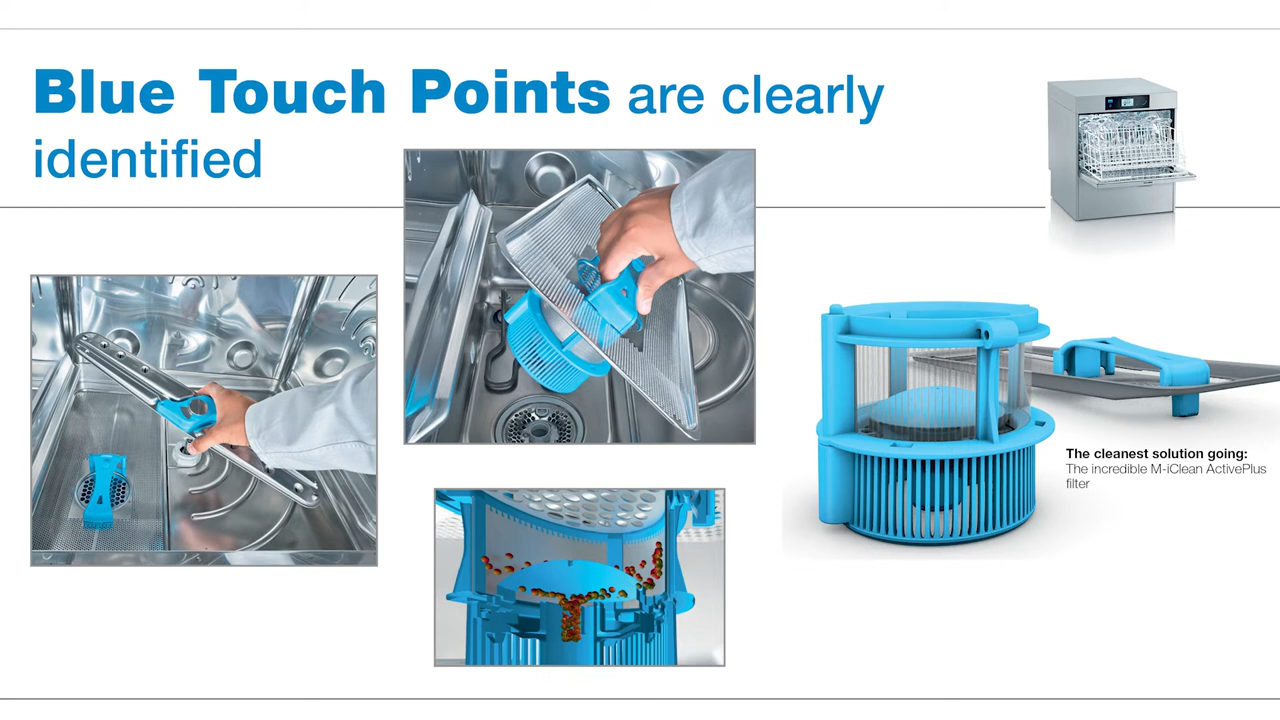 Blue Touch Points are clearly
identified
The cleanest solution going:
The incredible M-iClean ActivePlus
filter